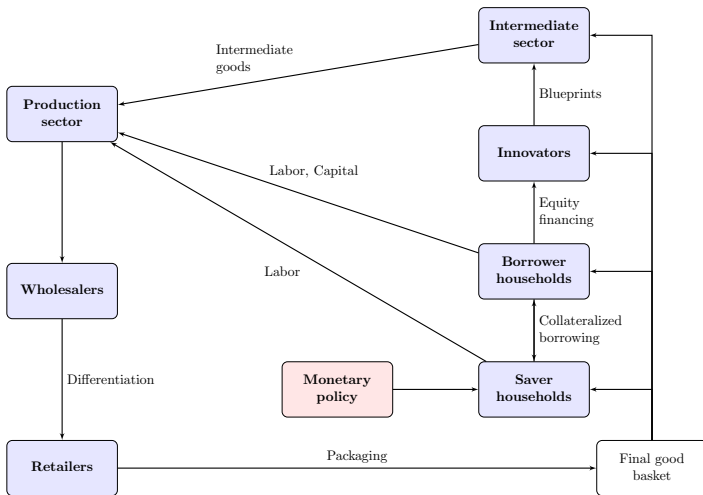 Intermediate
sector
Intermediate
goods
Production
sector
Blueprints
Innovators
Labor, Capital
Equity
financing
Borrower
households
Labor
Wholesalers
Collateralized
borrowing
Monetary
policy
Saver
households
Differentiation
Packaging
Retailers
Final good
basket